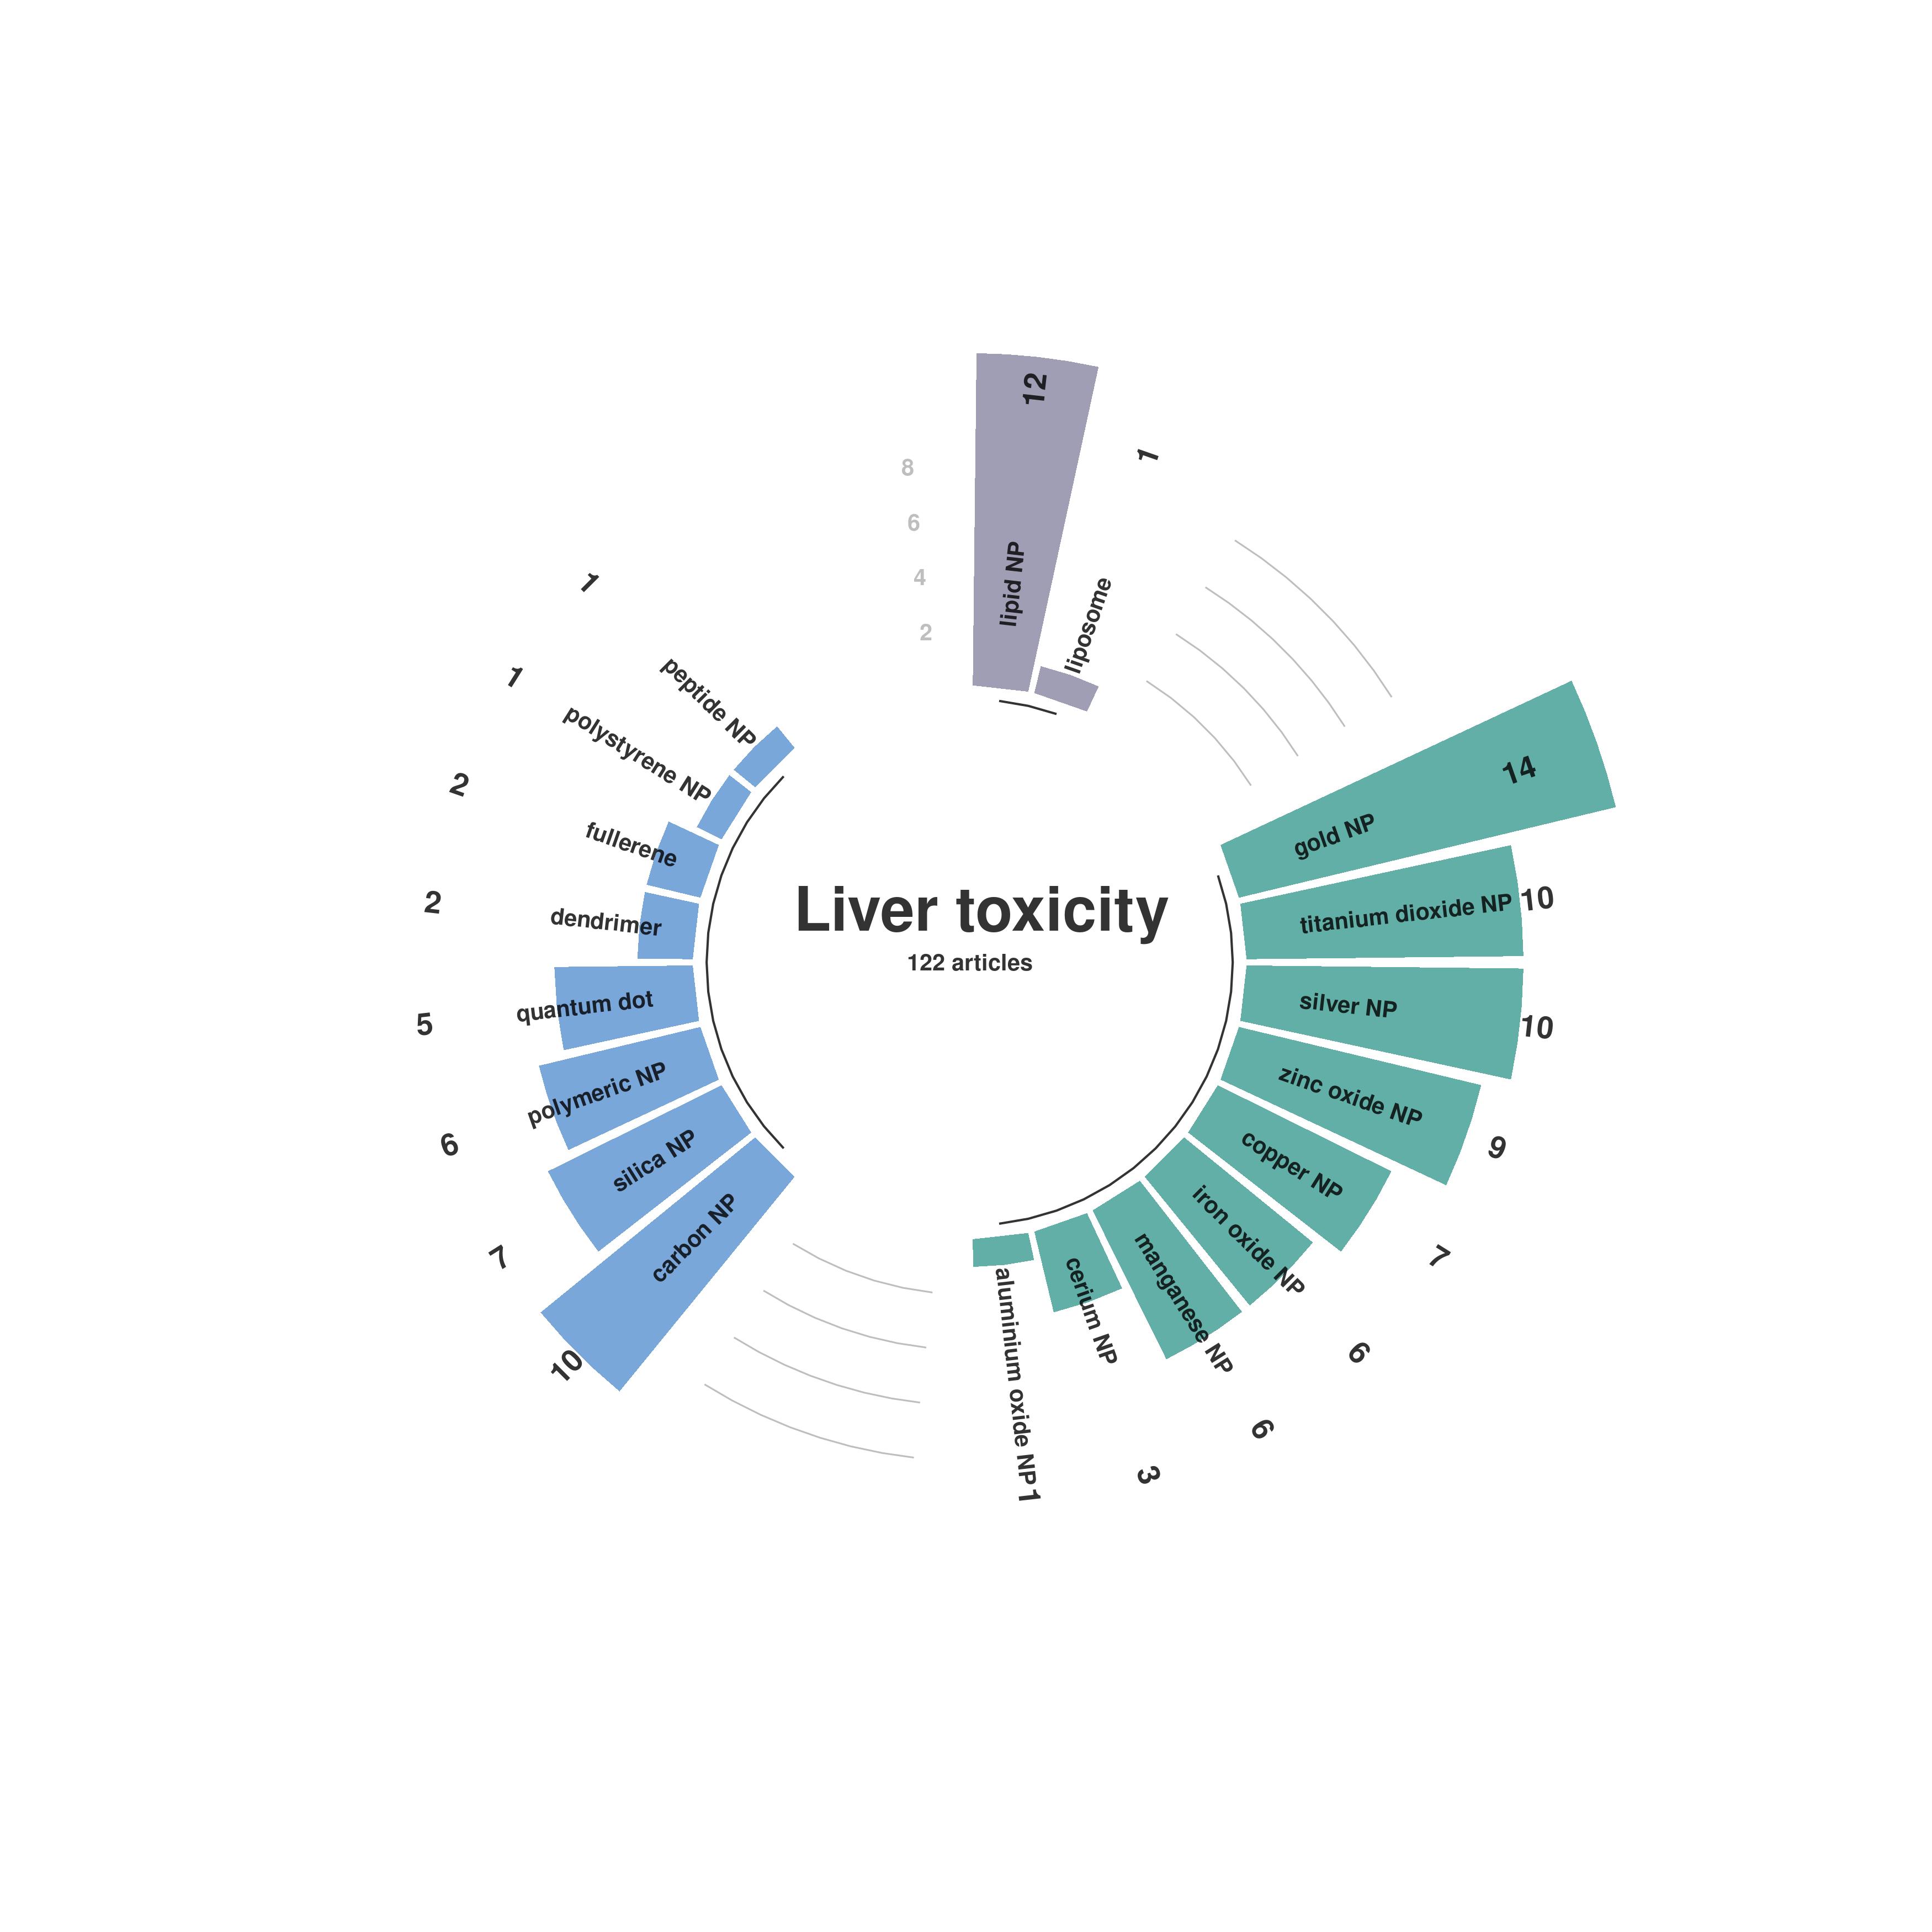 Liver toxicity
122 articles
8
6
4
2
12
lipid NP
1
liposome
14
gold NP
10
titanium dioxide NP
10
silver NP
9
zinc oxide NP
7
copper NP
6
iron oxide NP
6
manganese NP
3
cerium NP
1
aluminium oxide NP
10
carbon NP
7
silica NP
6
polymeric NP
5
quantum dot
2
dendrimer
2
fullerene
1
polystyrene NP
1
peptide NP